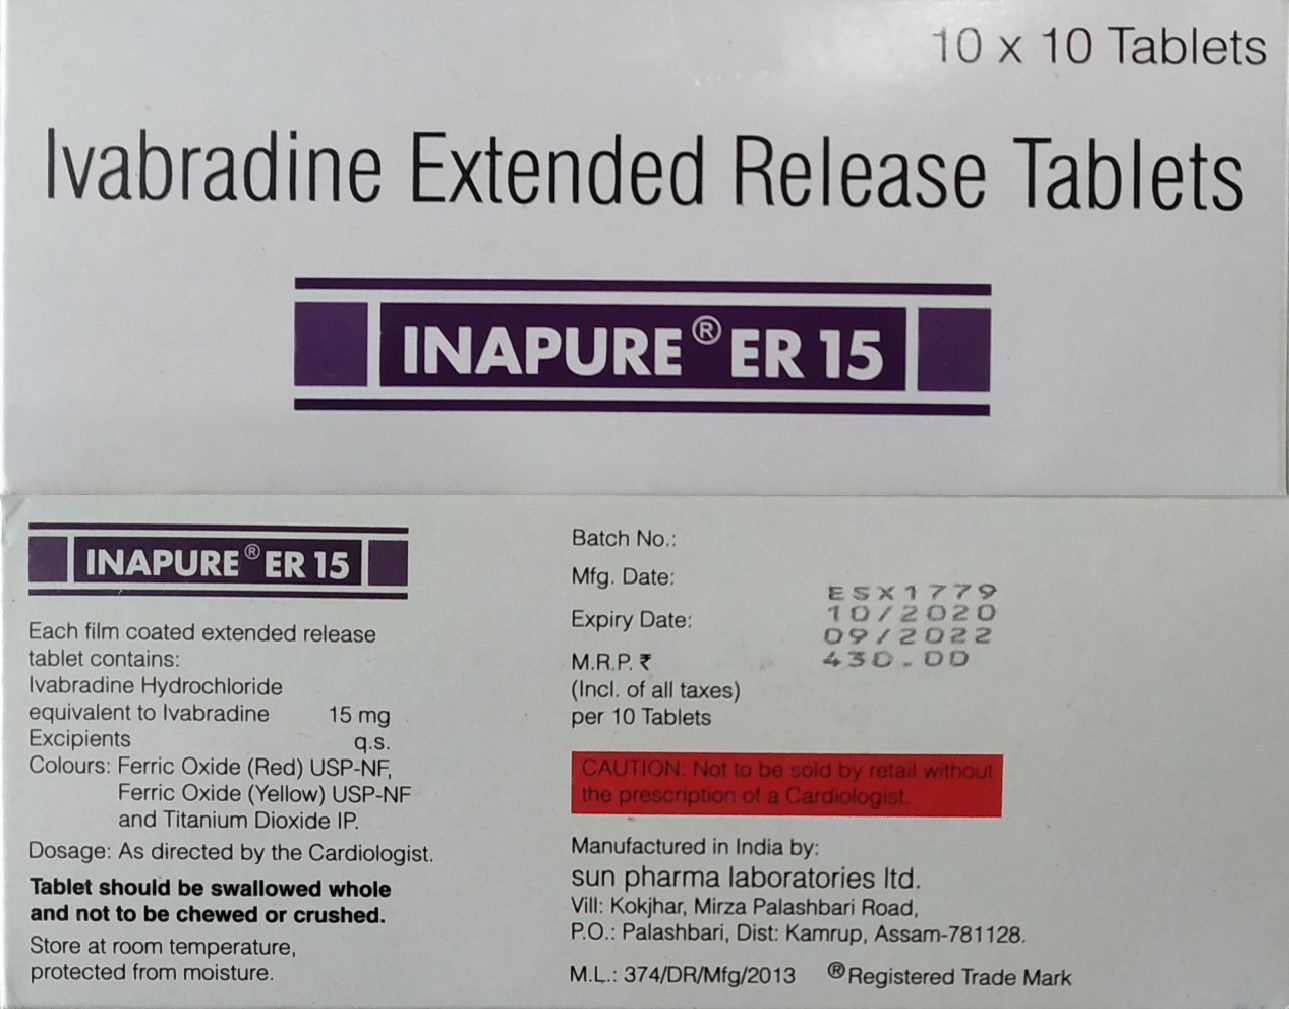 10 x 10 Tablets
Ivabradine Extended Release Tablets
INAPURE® ER 15
INAPURE® ER 15
Each film coated extended release
tablet contains:
Ivabradine Hydrochloride
equivalent to Ivabradine 15 mg
Excipients q.s.
Colours: Ferric Oxide (Red) USP-NF,
Ferric Oxide (Yellow) USP-NF
and Titanium Dioxide IP.
Dosage: As directed by the Cardiologist.
Tablet should be swallowed whole
and not to be chewed or crushed.
Store at room temperature,
protected from moisture.
Batch No.:
Mfg. Date:
Expiry Date:
M.R.P. ₹
(Incl. of all taxes)
per 10 Tablets
ESX1779
10/2020
09/2022
430.00
CAUTION: Not to be sold by retail without
the prescription of a Cardiologist.
Manufactured in India by:
sun pharma laboratories ltd.
Vill: Kokjhar, Mirza Palashbari Road,
P.O.: Palashbari, Dist: Kamrup, Assam-781128.
M.L.: 374/DR/Mfg/2013 ® Registered Trade Mark